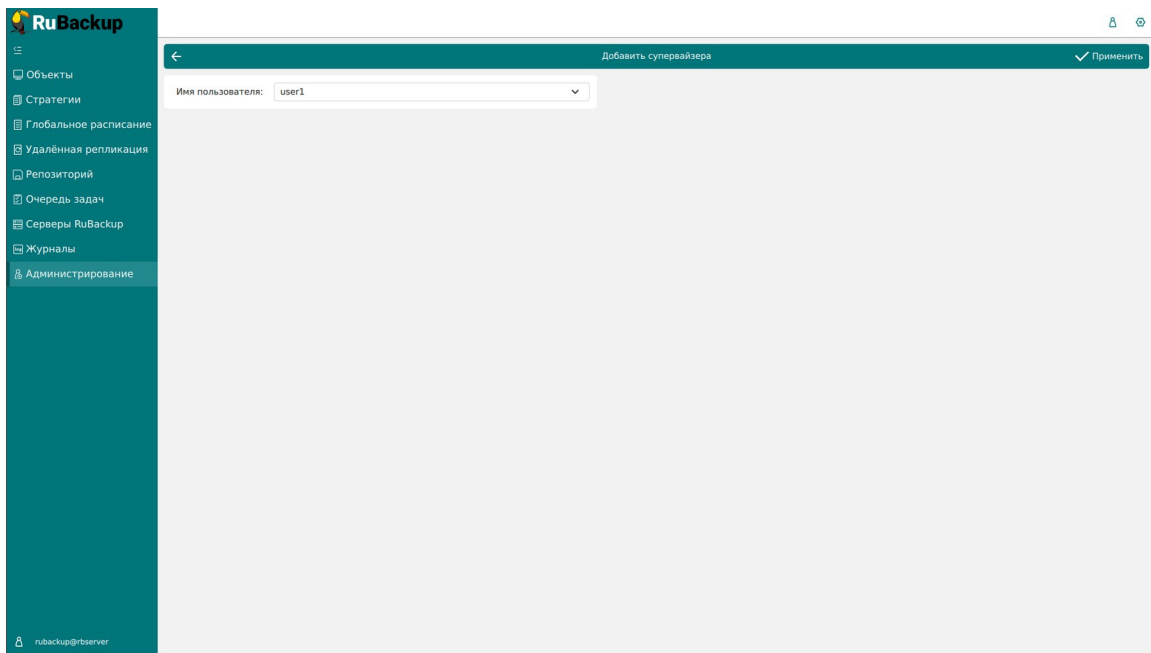 RuBackup
Добавить супервайзера
Применить
Имя пользователя: user1
Объекты
Стратегии
Глобальное расписание
Удалённая репликация
Репозиторий
Очередь задач
Серверы RuBackup
Журналы
Администрирование
rubackup@rbserver